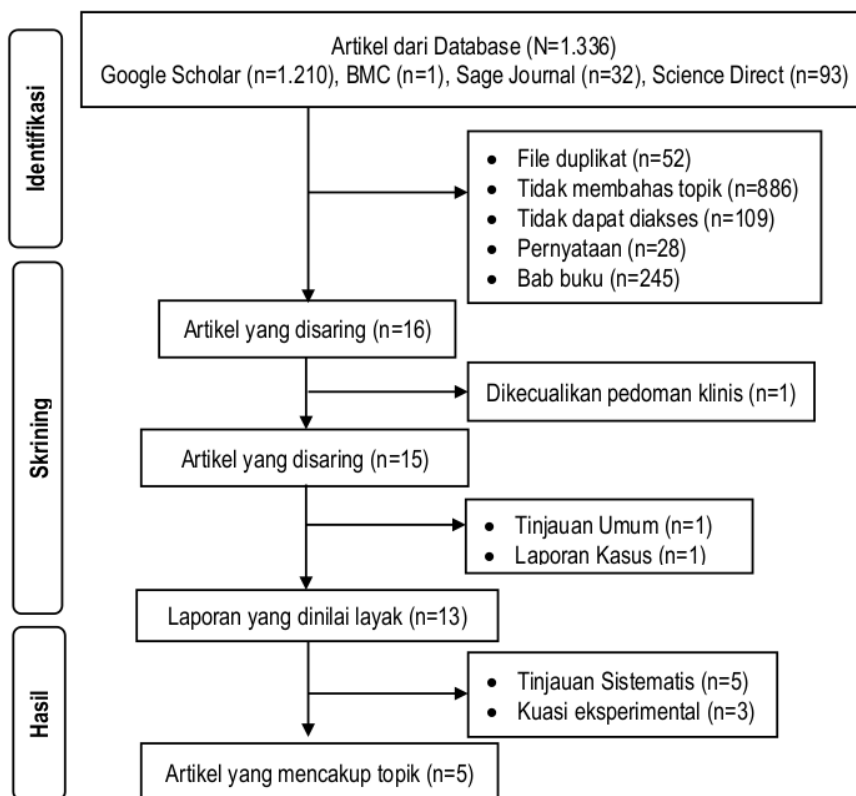 Identifikasi
Artikel dari Database (N=1.336)
Google Scholar (n=1.210), BMC (n=1), Sage Journal (n=32), Science Direct (n=93)
• File duplikat (n=52)
• Tidak membahas topik (n=886)
• Tidak dapat diakses (n=109)
• Pernyataan (n=28)
• Bab buku (n=245)
Skrining
Artikel yang disaring (n=16)
Dikecualikan pedoman klinis (n=1)
Artikel yang disaring (n=15)
• Tinjauan Umum (n=1)
• Laporan Kasus (n=1)
Laporan yang dinilai layak (n=13)
Hasil
• Tinjauan Sistematis (n=5)
• Kuasi eksperimental (n=3)
Artikel yang mencakup topik (n=5)